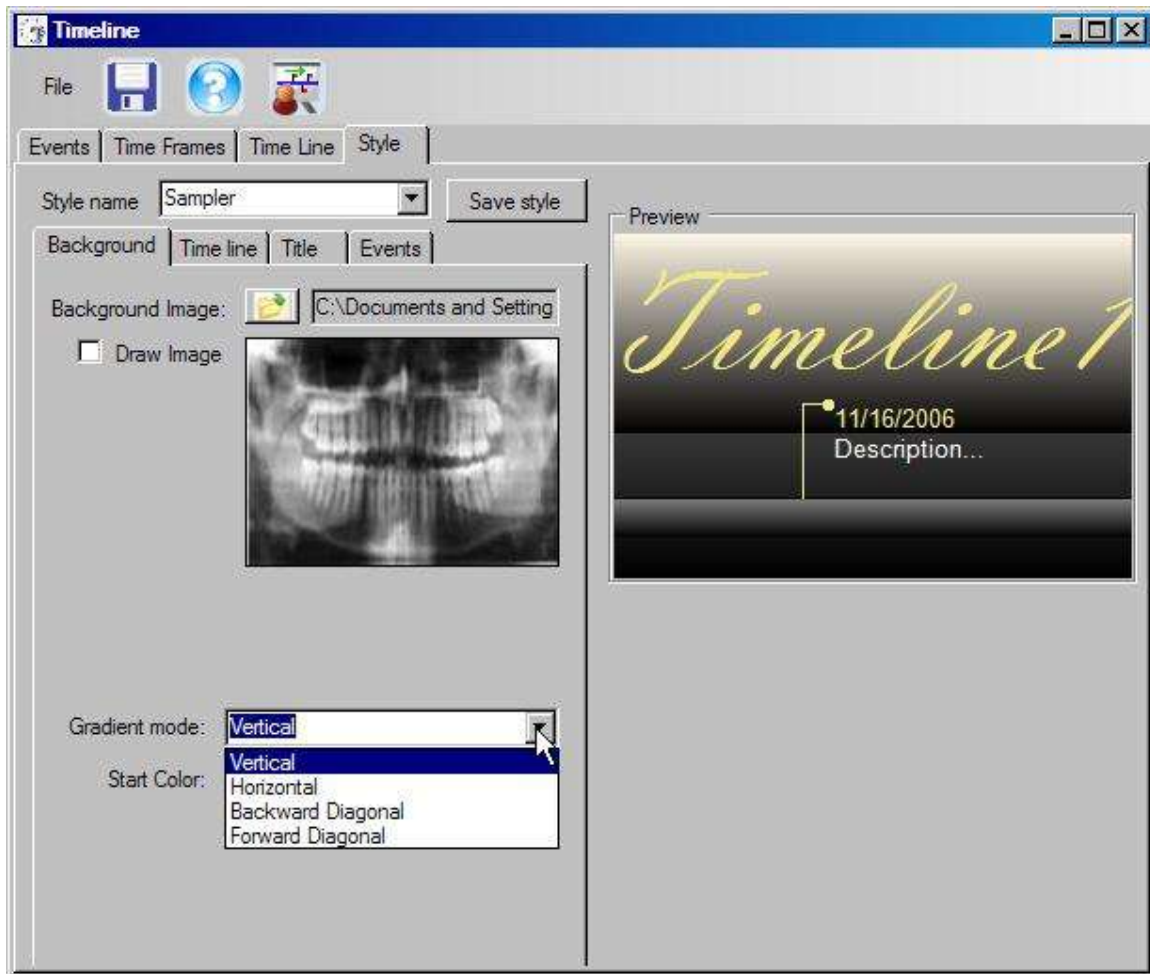 Timeline
File
Events
Time Frames
Time Line
Style
Style name
Sampler
Save style
Background
Time line
Title
Events
Background Image:
C:\Documents and Setting
Draw Image
Gradient mode:
Vertical
Vertical
Horizontal
Backward Diagonal
Forward Diagonal
Start Color:
Preview
Timeline1
11/16/2006
Description...